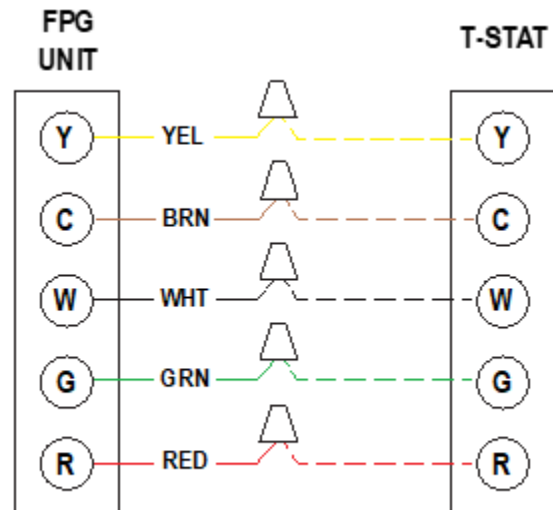 FPG
UNIT
T-STAT
Y YEL Y
C BRN C
W WHT W
G GRN G
R RED R